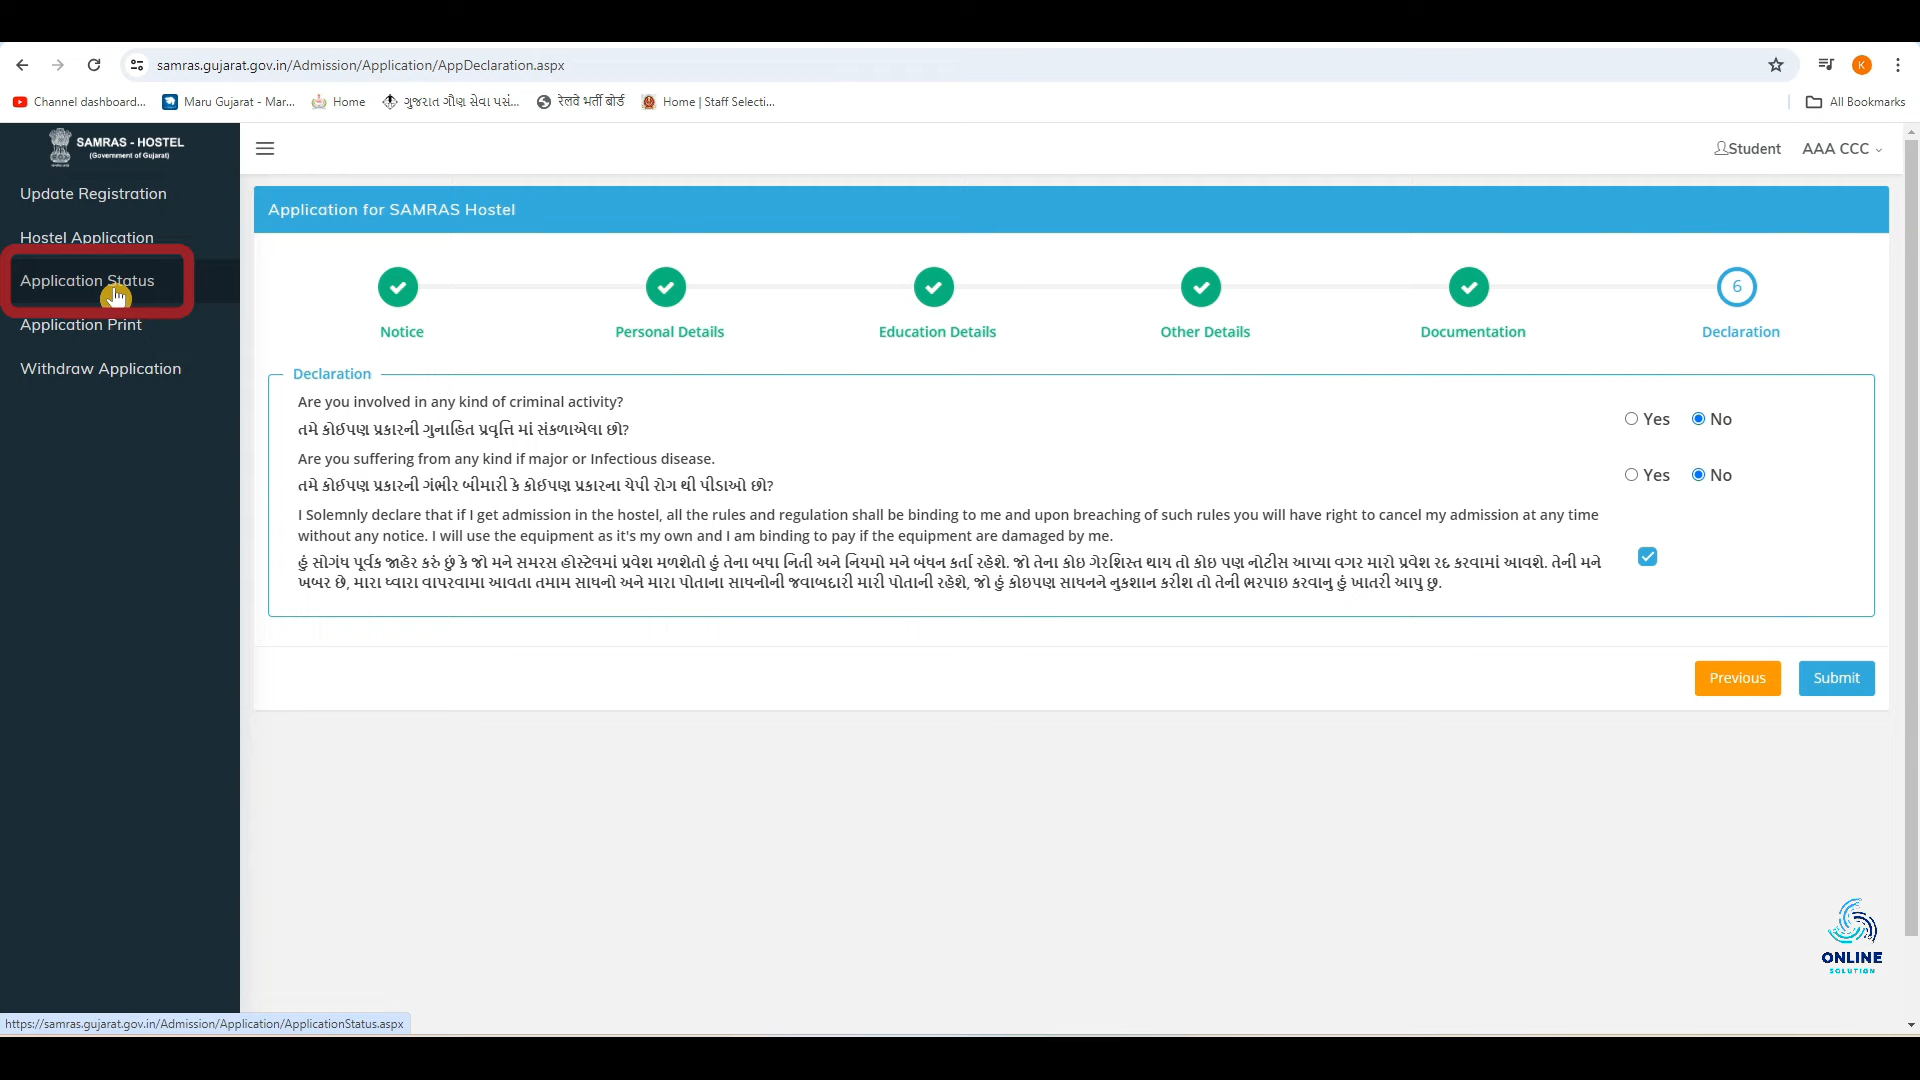 samras.gujarat.gov.in/Admission/Application/AppDeclaration.aspx
K
Channel dashboard... Maru Gujarat - Mar... Home ગુજરાત ગૌણ સેવા પસં... रेलवे भर्ती बोर्ड Home | Staff Selecti... All Bookmarks
SAMRAS - HOSTEL
(Government of Gujarat)
Student AAA CCC
Update Registration
Hostel Application
Application Status
Application Print
Withdraw Application
Application for SAMRAS Hostel
6
Notice Personal Details Education Details Other Details Documentation Declaration
Declaration
Are you involved in any kind of criminal activity?
તમે કોઈપણ પ્રકારની ગુનાહિત પ્રવૃત્તિ માં સંકળાએલા છો?
Yes No
Are you suffering from any kind if major or Infectious disease.
તમે કોઈપણ પ્રકારની ગંભીર બીમારી કે કોઈપણ પ્રકારના ચેપી રોગ થી પીડાઓ છો?
Yes No
I Solemnly declare that if I get admission in the hostel, all the rules and regulation shall be binding to me and upon breaching of such rules you will have right to cancel my admission at any time
without any notice. I will use the equipment as it's my own and I am binding to pay if the equipment are damaged by me.
હું સોગંધ પૂર્વક જાહેર કરું છું કે જો મને સમરસ હોસ્ટેલમાં પ્રવેશ મળશેતો હું તેના બધા નિતી અને નિયમો મને બંધન કર્તા રહેશે. જો તેના કોઇ ગેરશિસ્ત થાય તો કોઇ પણ નોટીસ આપ્યા વગર મારો પ્રવેશ રદ કરવામાં આવશે. તેની મને
ખબર છે, મારા ધ્વારા વાપરવામા આવતા તમામ સાધનો અને મારા પોતાના સાધનોની જવાબદારી મારી પોતાની રહેશે, જો હું કોઇપણ સાધનને નુકશાન કરીશ તો તેની ભરપાઇ કરવાનુ હું ખાતરી આપુ છુ.
Previous Submit
ONLINE
SOLUTION
https://samras.gujarat.gov.in/Admission/Application/ApplicationStatus.aspx